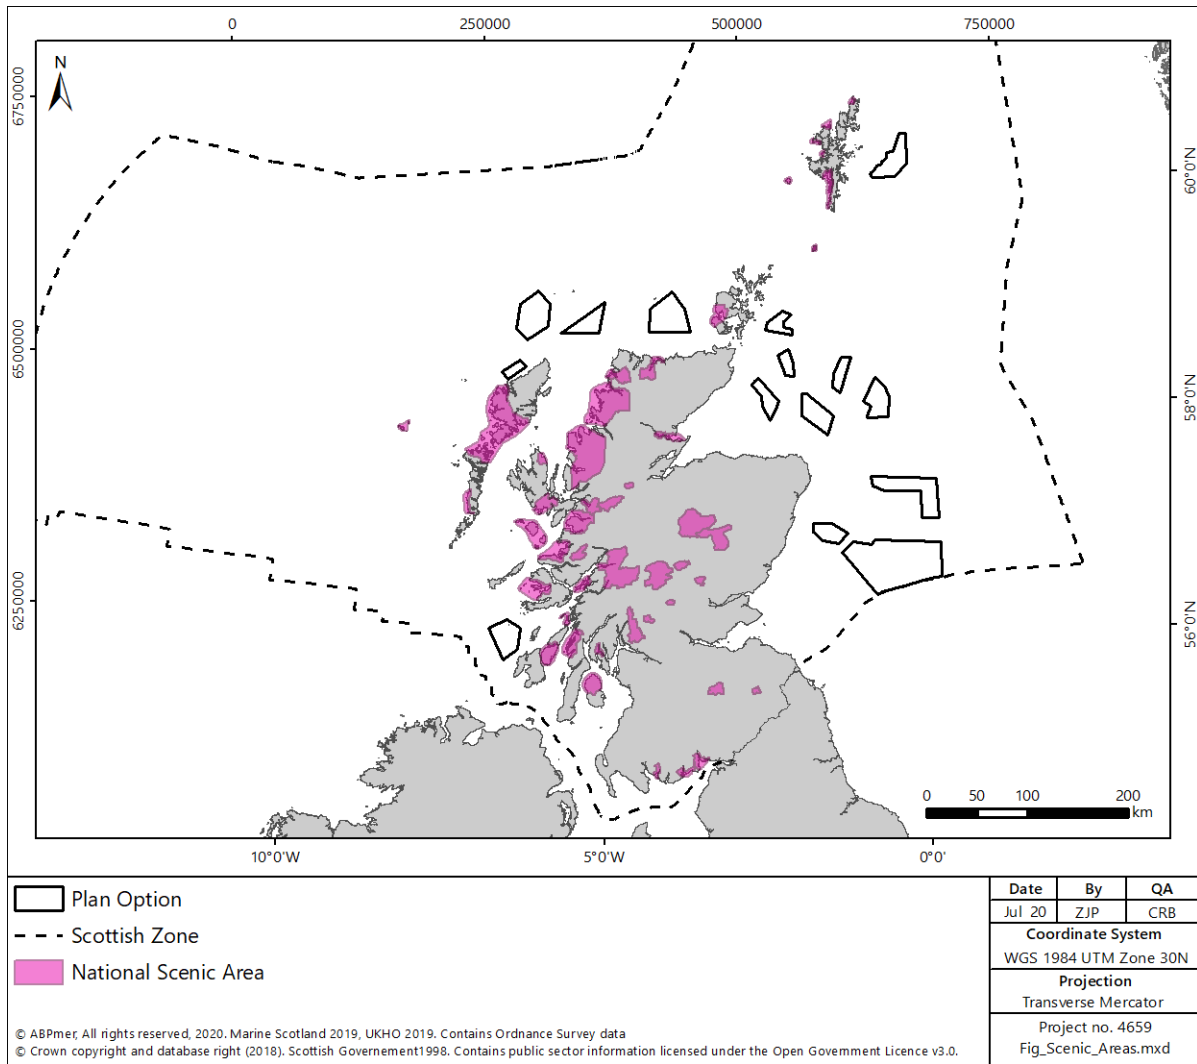 0 250000 500000 750000
N
6750000
6500000
6250000
60°0'N
58°0'N
56°0'N
0 50 100 200
km
10°0'W 5°0'W 0°0'
Plan Option
Scottish Zone
National Scenic Area
© ABPmer, All rights reserved, 2020. Marine Scotland 2019, UKHO 2019. Contains Ordnance Survey data
© Crown copyright and database right (2018). Scottish Governement1998. Contains public sector information licensed under the Open Government Licence v3.0.
Date By QA
Jul 20 ZJP CRB
Coordinate System
WGS 1984 UTM Zone 30N
Projection
Transverse Mercator
Project no. 4659
Fig_Scenic_Areas.mxd